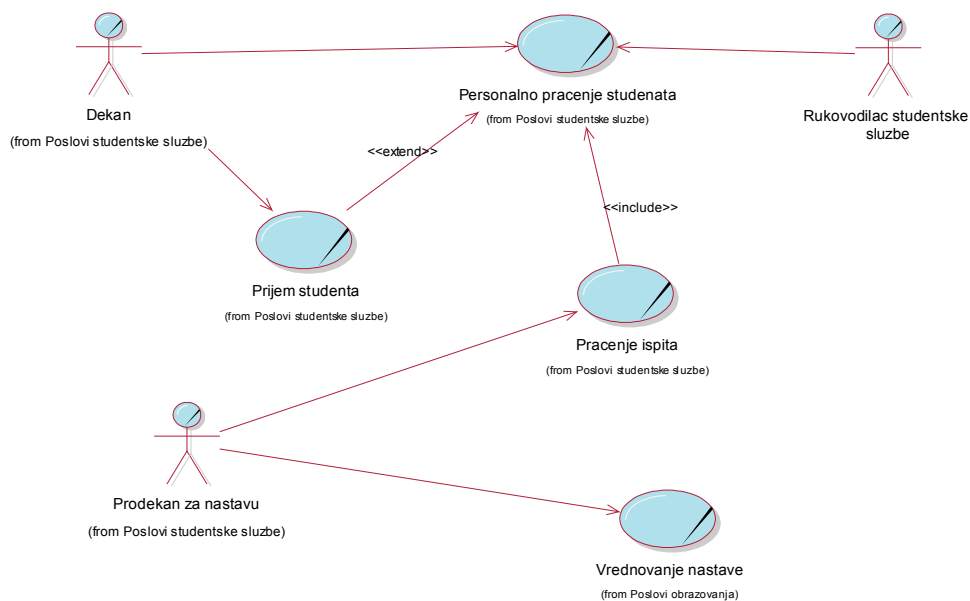 Dekan
(from Poslovi studentske sluzbe)
Personalno pracenje studenata
(from Poslovi studentske sluzbe)
Rukovodilac studentske
sluzbe
<<extend>>
<<include>>
Prijem studenta
(from Poslovi studentske sluzbe)
Pracenje ispita
(from Poslovi studentske sluzbe)
Prodekan za nastavu
(from Poslovi studentske sluzbe)
Vrednovanje nastave
(from Poslovi obrazovanja)